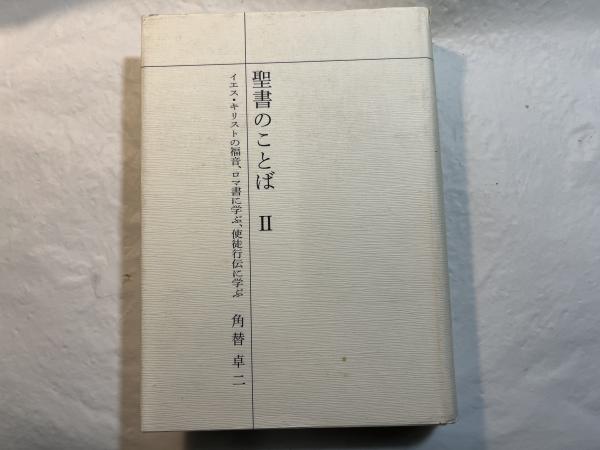 聖書のことば Ⅱ
イエス・キリストの福音、ロマ書に学ぶ、使徒行伝に学ぶ
角替卓二